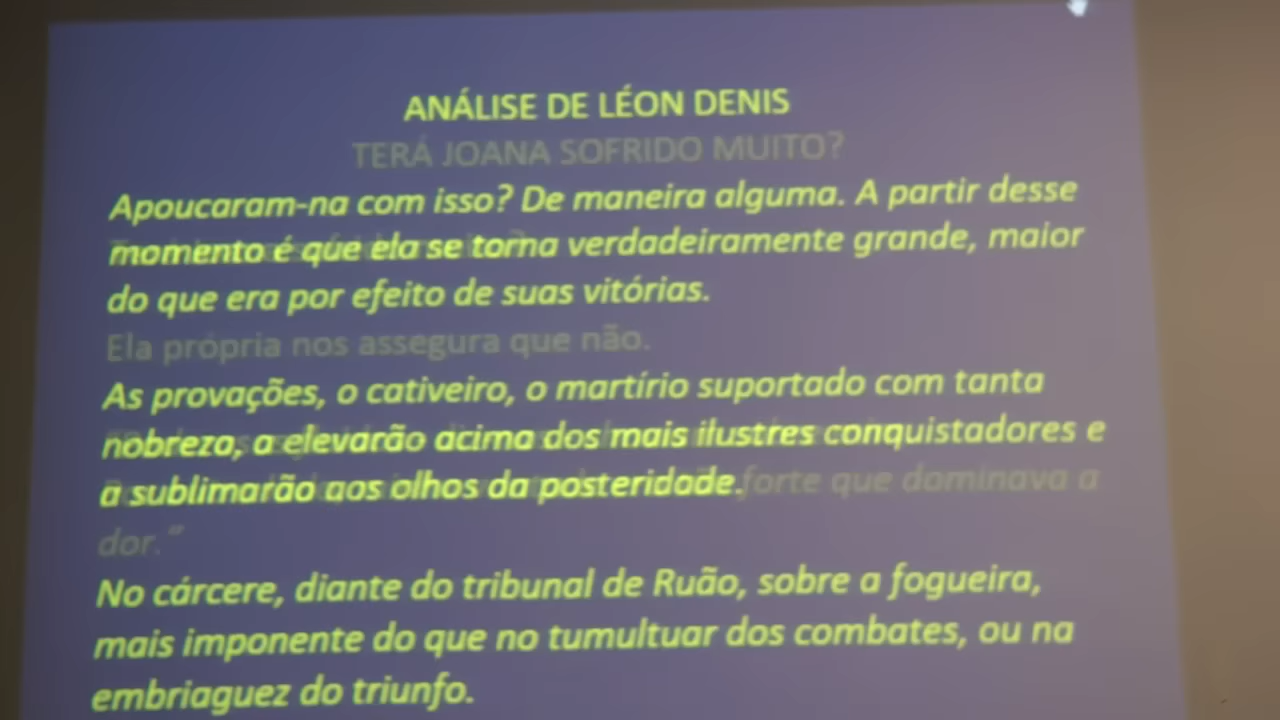 ANÁLISE DE LÉON DENIS
TERÁ JOANA SOFRIDO MUITO?
Apoucaram-na com isso? De maneira alguma. A partir desse
momento é que ela se torna verdadeiramente grande, maior
do que era por efeito de suas vitórias.
Ela própria nos assegura que não.
As provações, o cativeiro, o martírio suportado com tanta
nobreza, a elevarão acima dos mais ilustres conquistadores e
a sublimarão aos olhos da posteridade.
forte que dominava a
dor.”
No cárcere, diante do tribunal de Ruão, sobre a fogueira,
mais imponente do que no tumultuar dos combates, ou na
embriaguez do triunfo.